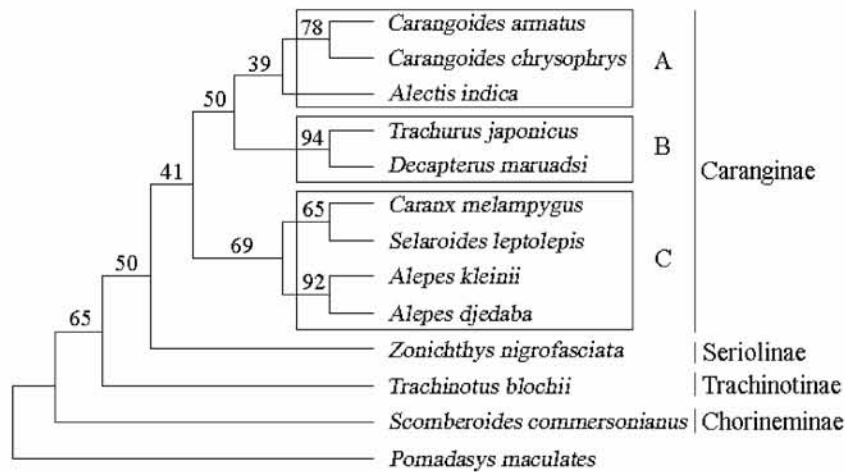 78 Carangoides armatus
Carangoides chrysophrys
39
A
Alectis indica
50
94 Trachurus japonicus
B
Decapterus maruadsi
Caranginae
41
65 Caranx melampygus
69
Selaroides leptolepis
C
50
92 Alepes kleinii
Alepes djedaba
65
Zonichthys nigrofasciata Seriolinae
Trachinotus blochii Trachinotinae
Scomberoides commersonianus Chorineminae
Pomadasys maculates